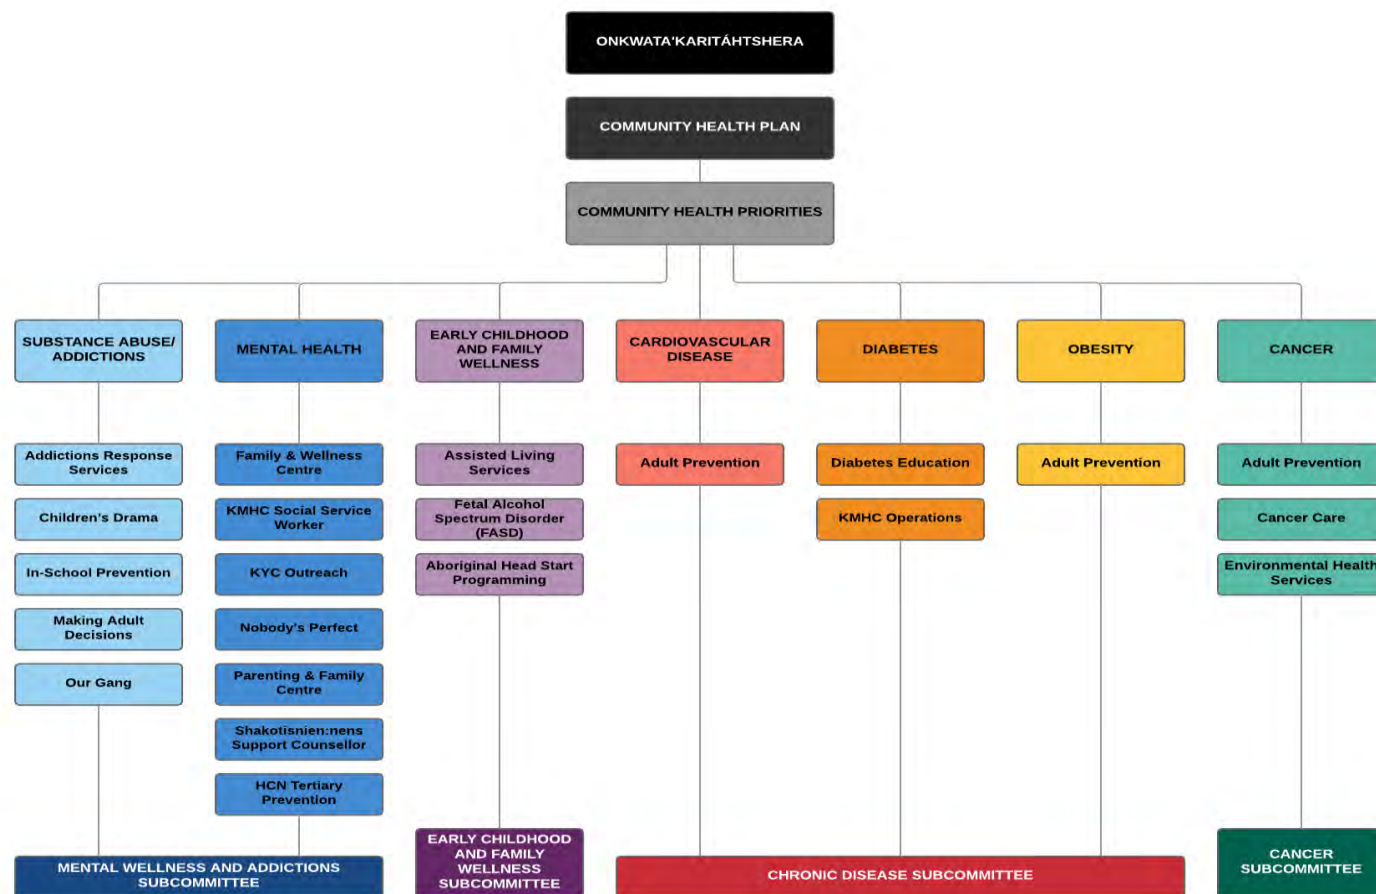 ONKWATA'KARITÁHTSHERA
COMMUNITY HEALTH PLAN
COMMUNITY HEALTH PRIORITIES
SUBSTANCE ABUSE/
ADDICTIONS
Addictions Response
Services
Children's Drama
In-School Prevention
Making Adult
Decisions
Our Gang
MENTAL HEALTH
Family & Wellness
Centre
KMHC Social Service
Worker
KYC Outreach
Nobody's Perfect
Parenting & Family
Centre
Shakotisnien:nens
Support Counsellor
HCN Tertiary
Prevention
MENTAL WELLNESS AND ADDICTIONS
SUBCOMMITTEE
EARLY CHILDHOOD
AND FAMILY
WELLNESS
Assisted Living
Services
Fetal Alcohol
Spectrum Disorder
(FASD)
Aboriginal Head Start
Programming
EARLY CHILDHOOD
AND FAMILY
WELLNESS
SUBCOMMITTEE
CARDIOVASCULAR
DISEASE
Adult Prevention
DIABETES
Diabetes Education
KMHC Operations
OBESITY
Adult Prevention
CHRONIC DISEASE SUBCOMMITTEE
CANCER
Adult Prevention
Cancer Care
Environmental Health
Services
CANCER
SUBCOMMITTEE